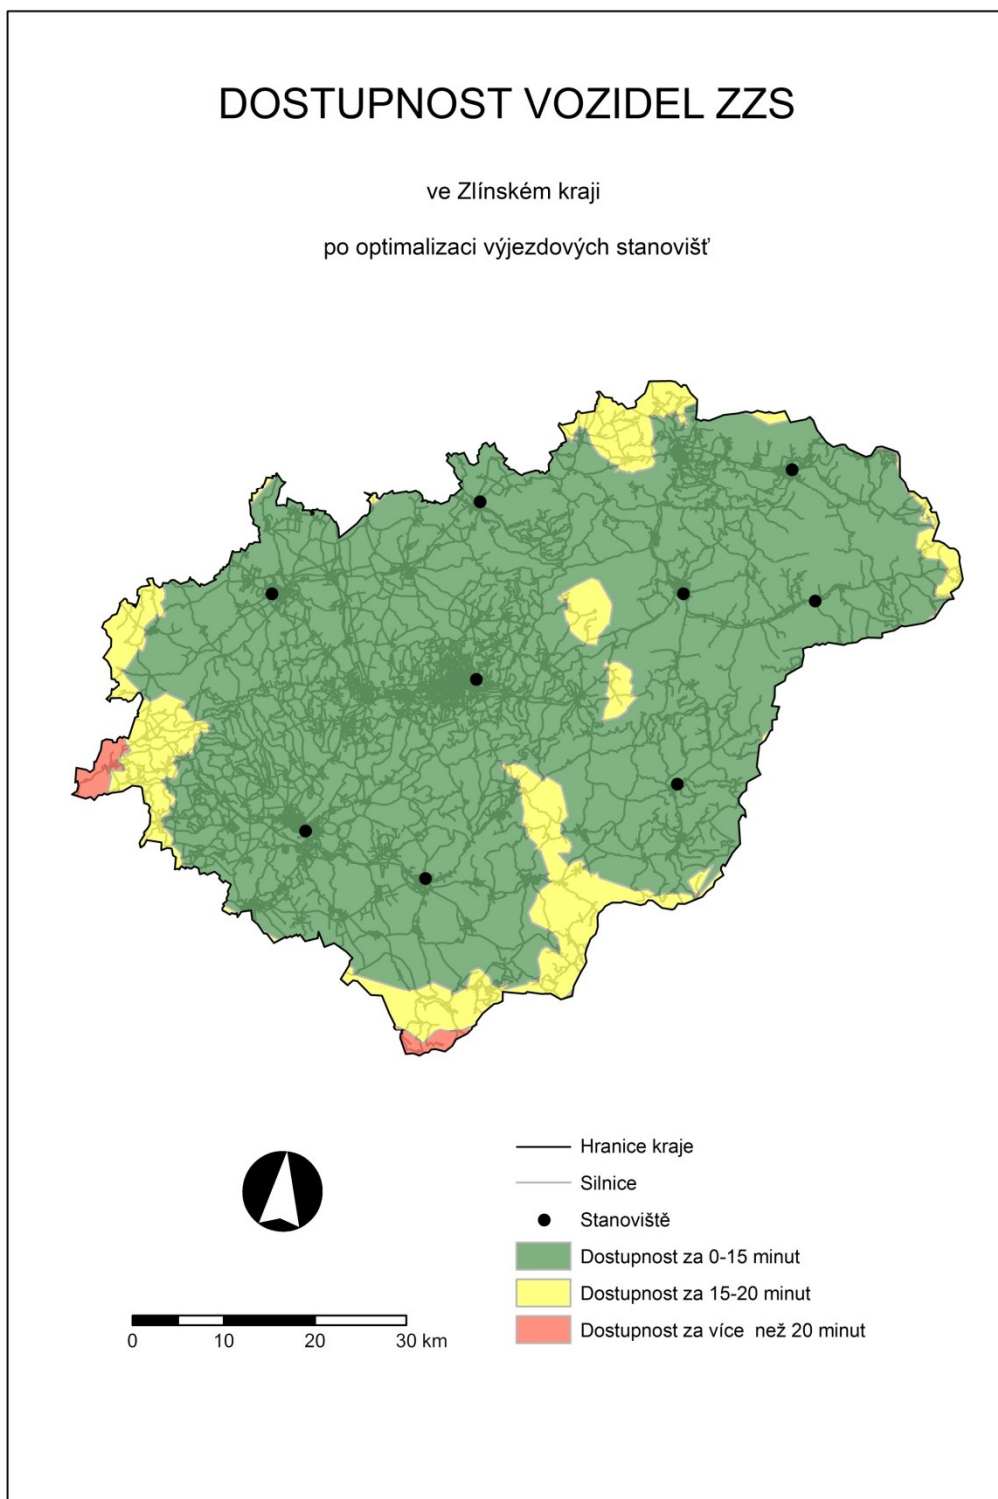 DOSTUPNOST VOZIDEL ZZS
ve Zlínském kraji
po optimalizaci výjezdových stanovišť
Hranice kraje
Silnice
Stanoviště
Dostupnost za 0-15 minut
Dostupnost za 15-20 minut
Dostupnost za více než 20 minut
0 10 20 30 km